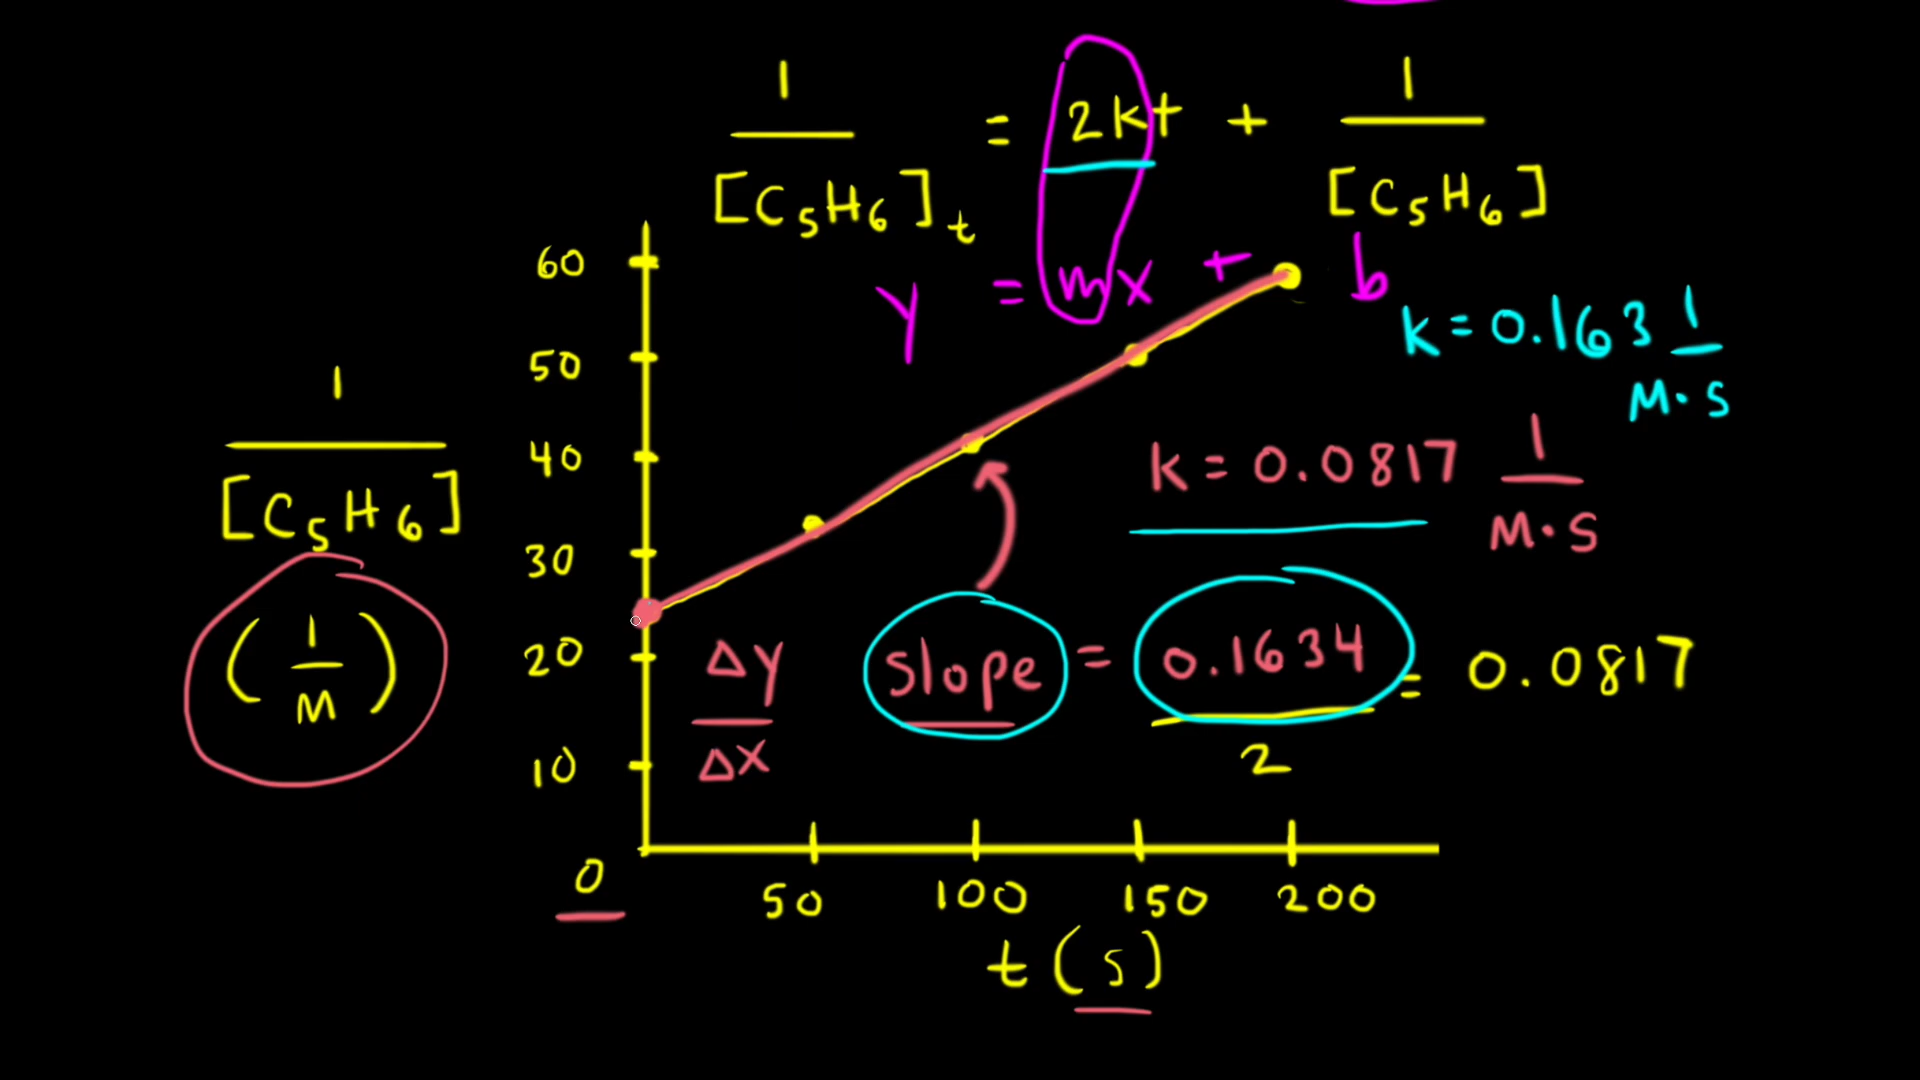 1 / [C₅H₆]t = 2kt + 1 / [C₅H₆]
y = mx + b
k = 0.163 1 / M·s
k = 0.0817 1 / M·s
1 / [C₅H₆]
(1 / M)
60
50
40
30
20
10
0
Δy / Δx
slope = 0.1634 / 2 = 0.0817
50 100 150 200
t (s)